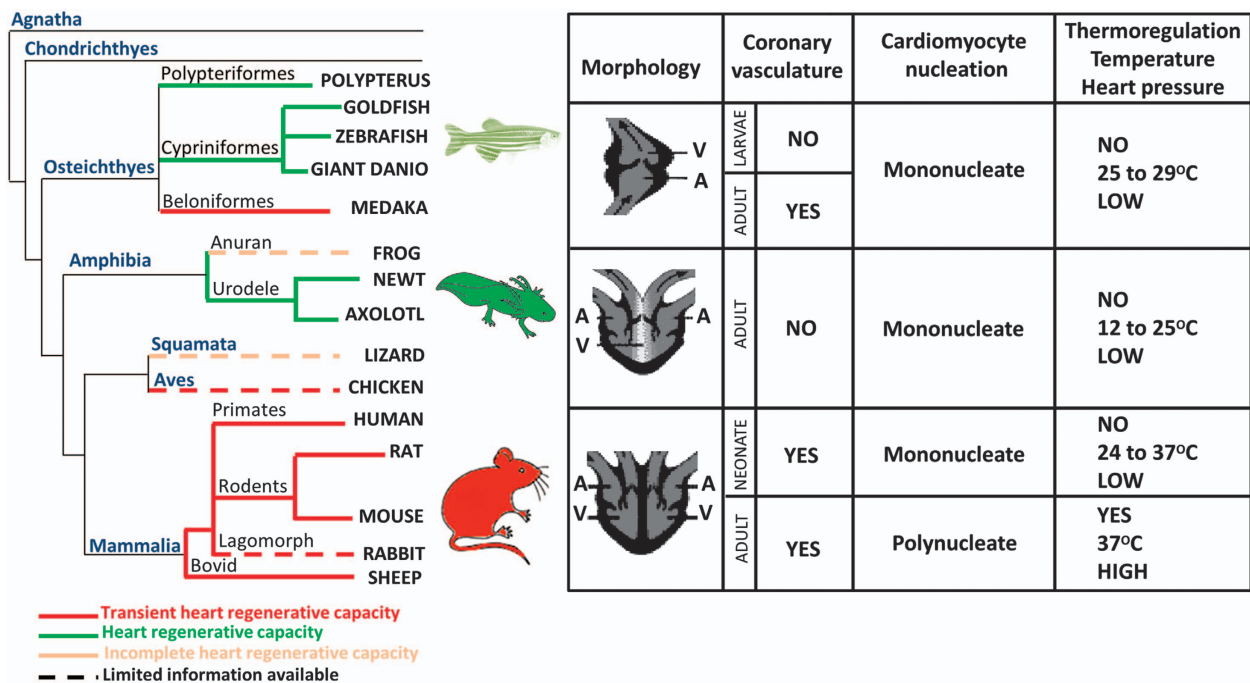 Agnatha
Chondrichthyes
Polypteriformes
POLYPTERUS
GOLDFISH
Cypriniformes
ZEBRAFISH
GIANT DANIO
Osteichthyes
Beloniformes
MEDAKA
Anuran
FROG
Amphibia
NEWT
Urodele
AXOLOTL
Squamata
LIZARD
Aves
CHICKEN
Primates
HUMAN
RAT
Rodents
MOUSE
Mammalia
Lagomorph
RABBIT
Bovid
SHEEP
Transient heart regenerative capacity
Heart regenerative capacity
Incomplete heart regenerative capacity
Limited information available
Morphology
Coronary
vasculature
Cardiomyocyte
nucleation
Thermoregulation
Temperature
Heart pressure
V
A
LARVAE
NO
ADULT
YES
Mononucleate
NO
25 to 29ºC
LOW
A
A
V
ADULT
NO
Mononucleate
NO
12 to 25ºC
LOW
A
A
V
V
NEONATE
YES
Mononucleate
NO
24 to 37ºC
LOW
ADULT
YES
Polynucleate
YES
37ºC
HIGH